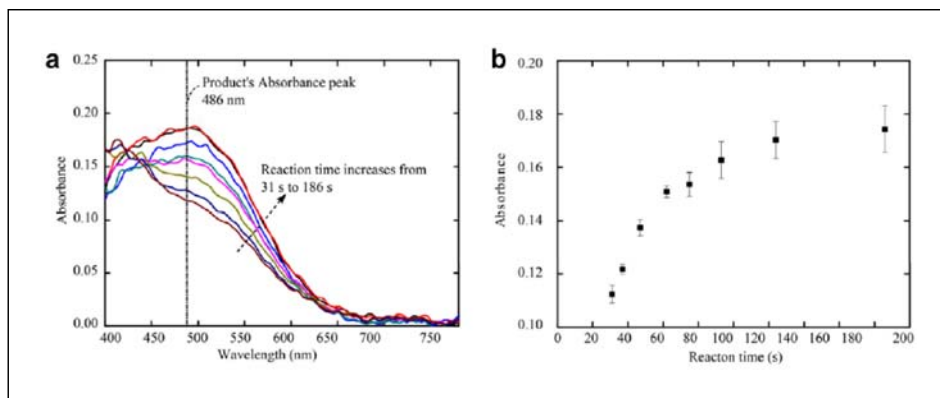 a
0.25
0.20
0.15
0.10
0.05
0.00
Absorbance
Product's Absorbance peak
486 nm
Reaction time increases from
31 s to 186 s
400 450 500 550 600 650 700 750
Wavelength (nm)
b
0.20
0.18
0.16
0.14
0.12
0.10
Absorbance
0 20 40 60 80 100 120 140 160 180 200
Reacton time (s)